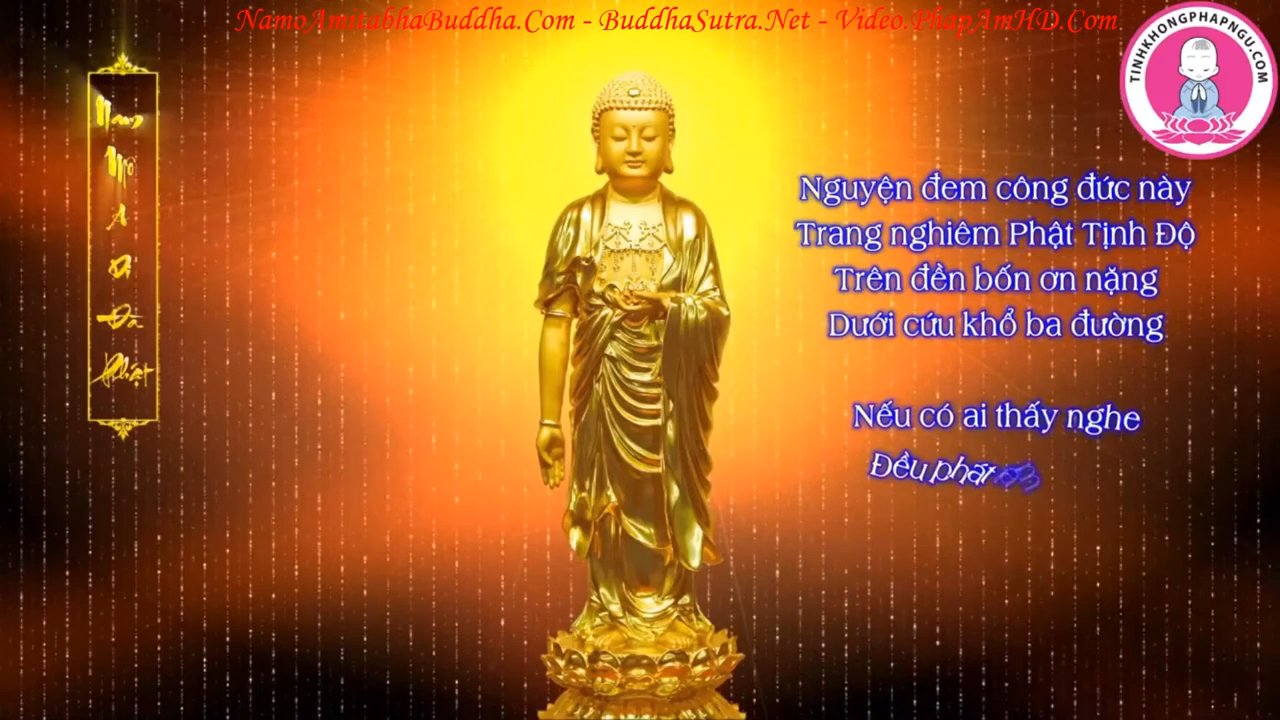 NamoAmitabhaBuddha.Com - BuddhaSutra.Net - Video.PhapAmHD.Com
TINHKHONGPHAPNGU.COM
Nam
Mô
A
Di
Đà
Phật
Nguyện đem công đức này
Trang nghiêm Phật Tịnh Độ
Trên đền bốn ơn nặng
Dưới cứu khổ ba đường
Nếu có ai thấy nghe
Đều phát